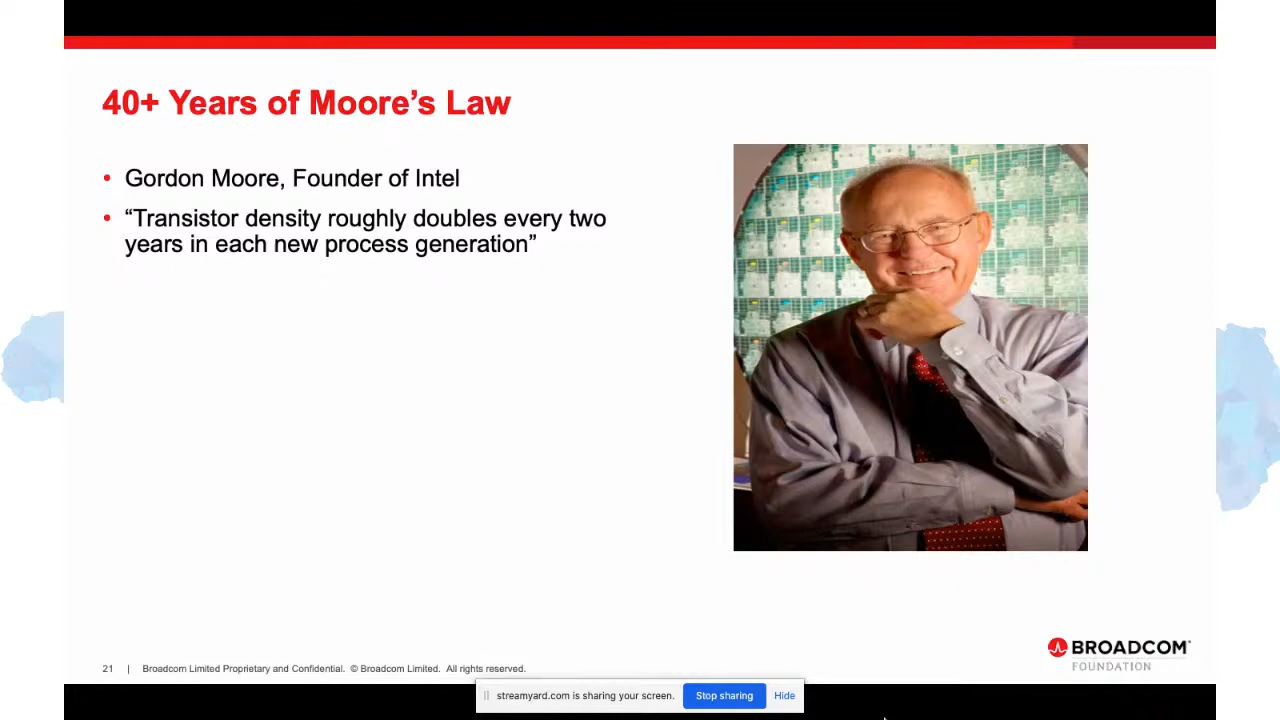 40+ Years of Moore’s Law
• Gordon Moore, Founder of Intel
• “Transistor density roughly doubles every two
years in each new process generation”
21 | Broadcom Limited Proprietary and Confidential. © Broadcom Limited. All rights reserved.
BROADCOM®
FOUNDATION
streamyard.com is sharing your screen. Stop sharing Hide